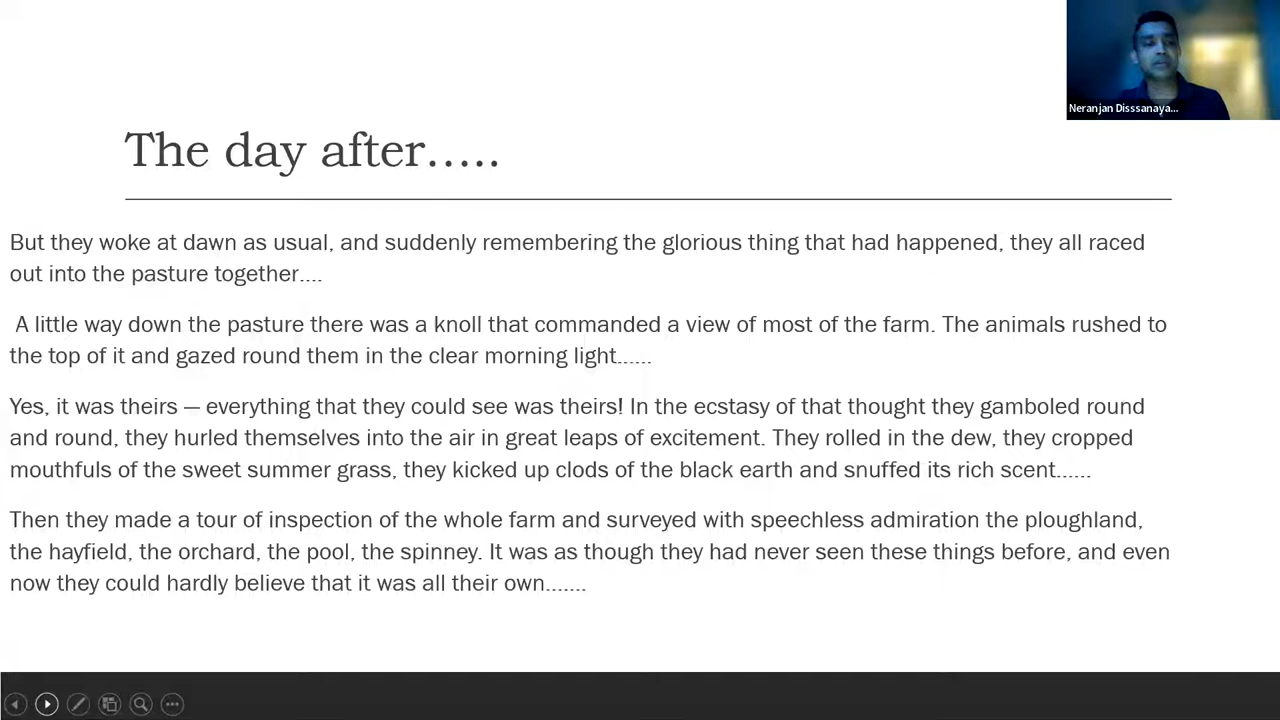 Neranjan Disssanaya...
The day after.....
But they woke at dawn as usual, and suddenly remembering the glorious thing that had happened, they all raced
out into the pasture together....
A little way down the pasture there was a knoll that commanded a view of most of the farm. The animals rushed to
the top of it and gazed round them in the clear morning light......
Yes, it was theirs — everything that they could see was theirs! In the ecstasy of that thought they gamboled round
and round, they hurled themselves into the air in great leaps of excitement. They rolled in the dew, they cropped
mouthfuls of the sweet summer grass, they kicked up clods of the black earth and snuffed its rich scent......
Then they made a tour of inspection of the whole farm and surveyed with speechless admiration the ploughland,
the hayfield, the orchard, the pool, the spinney. It was as though they had never seen these things before, and even
now they could hardly believe that it was all their own.......